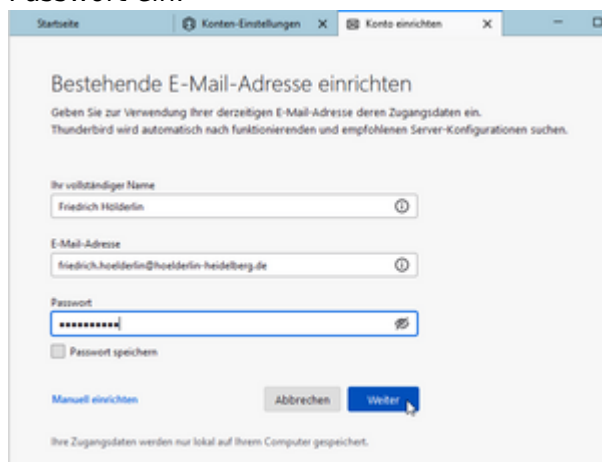 Passwort ein.
Startseite
Konten-Einstellungen
Konto einrichten
Bestehende E-Mail-Adresse einrichten
Geben Sie zur Verwendung Ihrer derzeitigen E-Mail-Adresse deren Zugangsdaten ein.
Thunderbird wird automatisch nach funktionierenden und empfohlenen Server-Konfigurationen suchen.
Ihr vollständiger Name
Friedrich Hölderlin
E-Mail-Adresse
friedrich.hoelderlin@hoelderlin-heidelberg.de
Passwort
Passwort speichern
Manuell einrichten
Abbrechen
Weiter
Ihre Zugangsdaten werden nur lokal auf Ihrem Computer gespeichert.